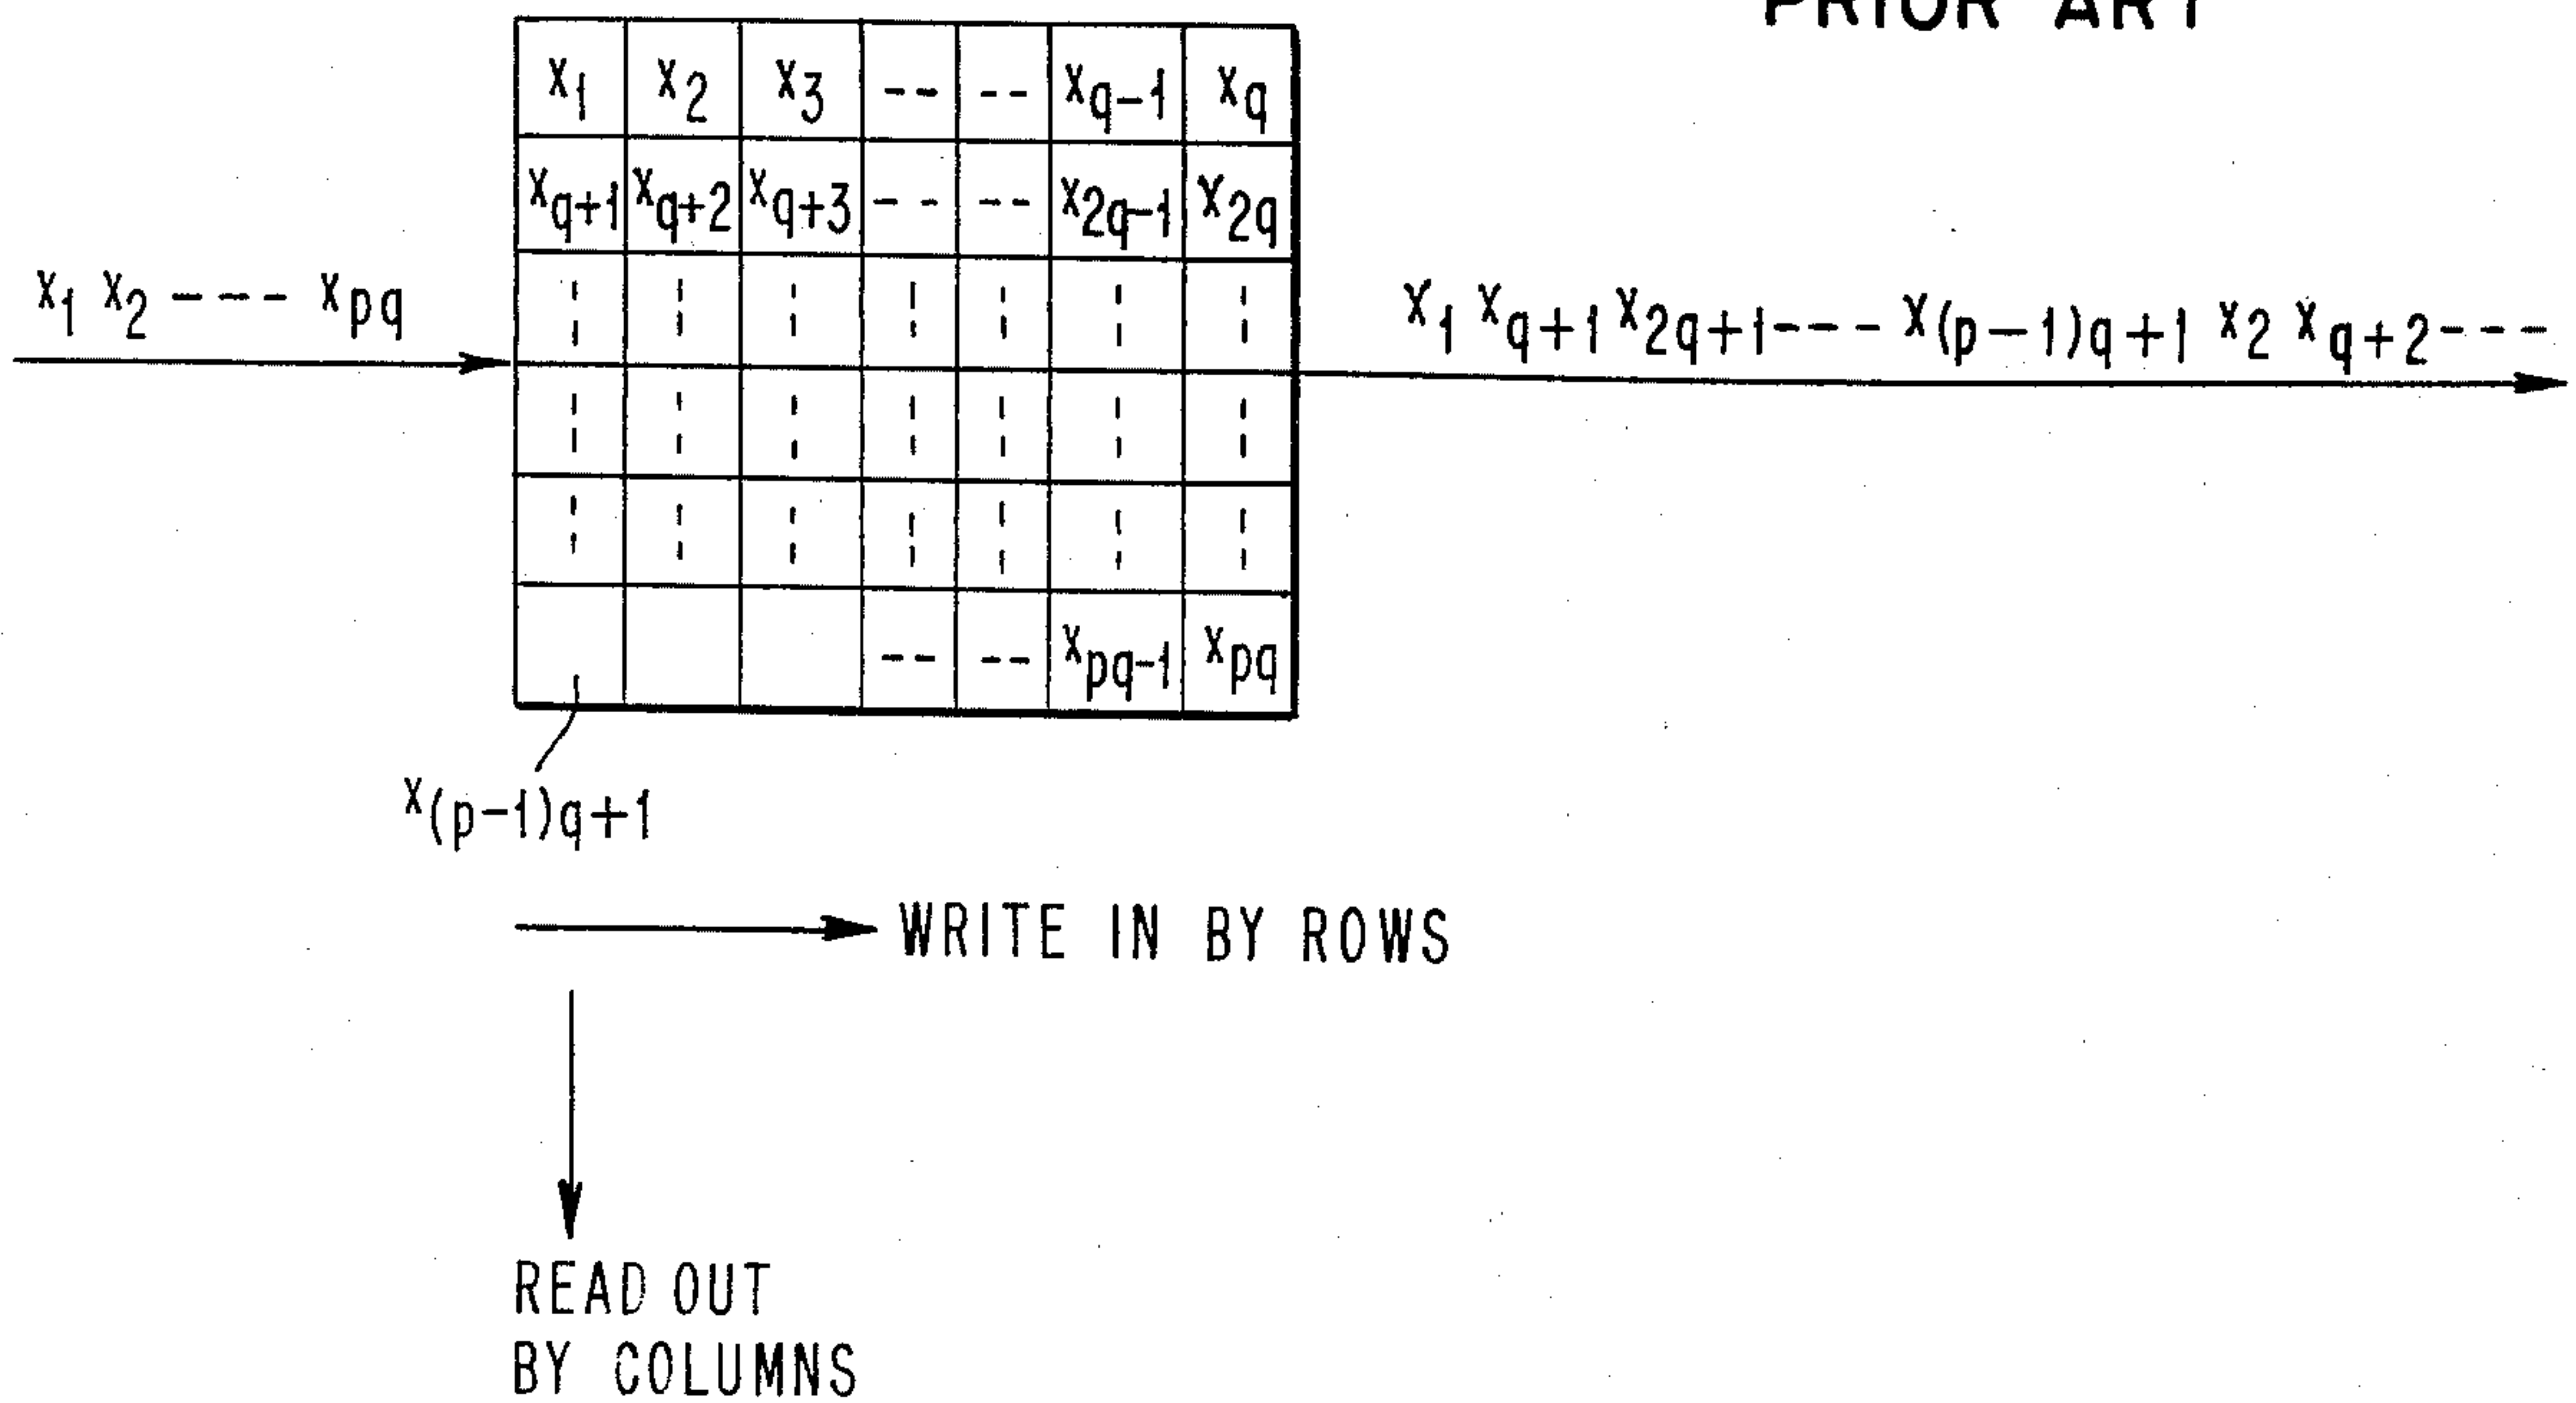 PRIOR ART
x1 x2 x3 -- -- xq-1 xq
xq+1 xq+2 xq+3 -- -- x2q-1 x2q
x1 x2 --- xpq
x1 xq+1 x2q+1 ---- x(p-1)q+1 x2 xq+2 ---
-- -- xpq-1 xpq
x(p-1)q+1
WRITE IN BY ROWS
READ OUT
BY COLUMNS